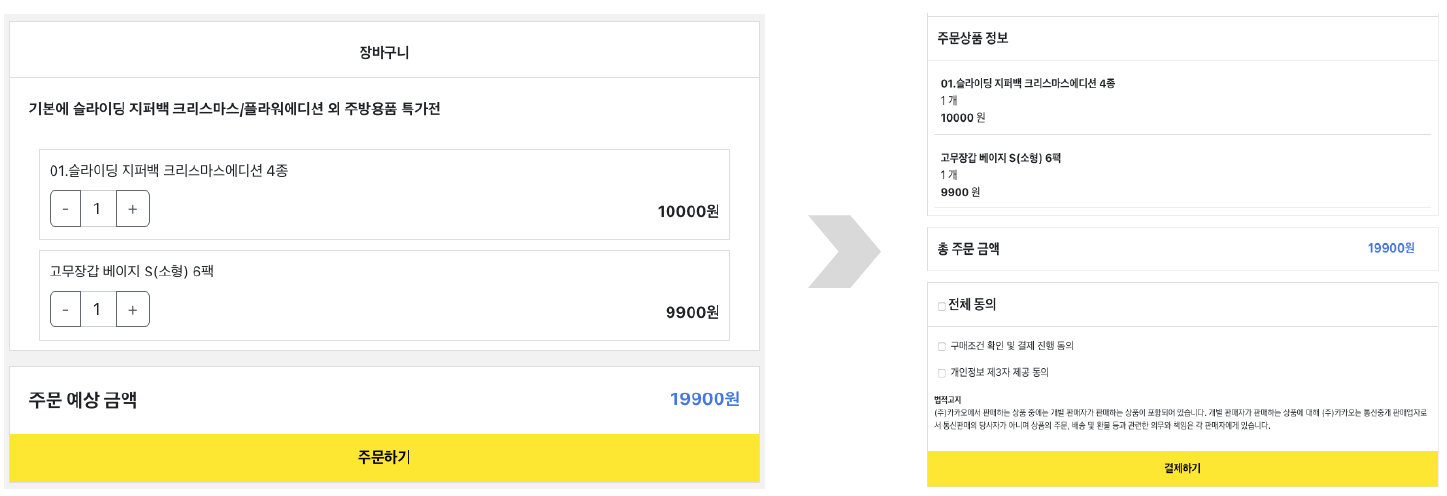 장바구니
기본에 슬라이딩 지퍼백 크리스마스/플라워에디션 외 주방용품 특가전
01.슬라이딩 지퍼백 크리스마스에디션 4종
- 1 +
10000원
고무장갑 베이지 S(소형) 6팩
- 1 +
9900원
주문 예상 금액 19900원
주문하기
주문상품 정보
01.슬라이딩 지퍼백 크리스마스에디션 4종
1 개
10000 원
고무장갑 베이지 S(소형) 6팩
1 개
9900 원
총 주문 금액 19900원
전체 동의
구매조건 확인 및 결제 진행 동의
개인정보 제3자 제공 동의
법적고지
(주)카카오에서 판매하는 상품 중에는 개별 판매자가 판매하는 상품이 포함되어 있습니다. 개별 판매자가 판매하는 상품에 대해 (주)카카오는 통신중개 판매업자로
서 통신판매의 당사자가 아니며 상품의 주문, 배송 및 환불 등과 관련한 의무와 책임은 각 판매자에게 있습니다.
결제하기